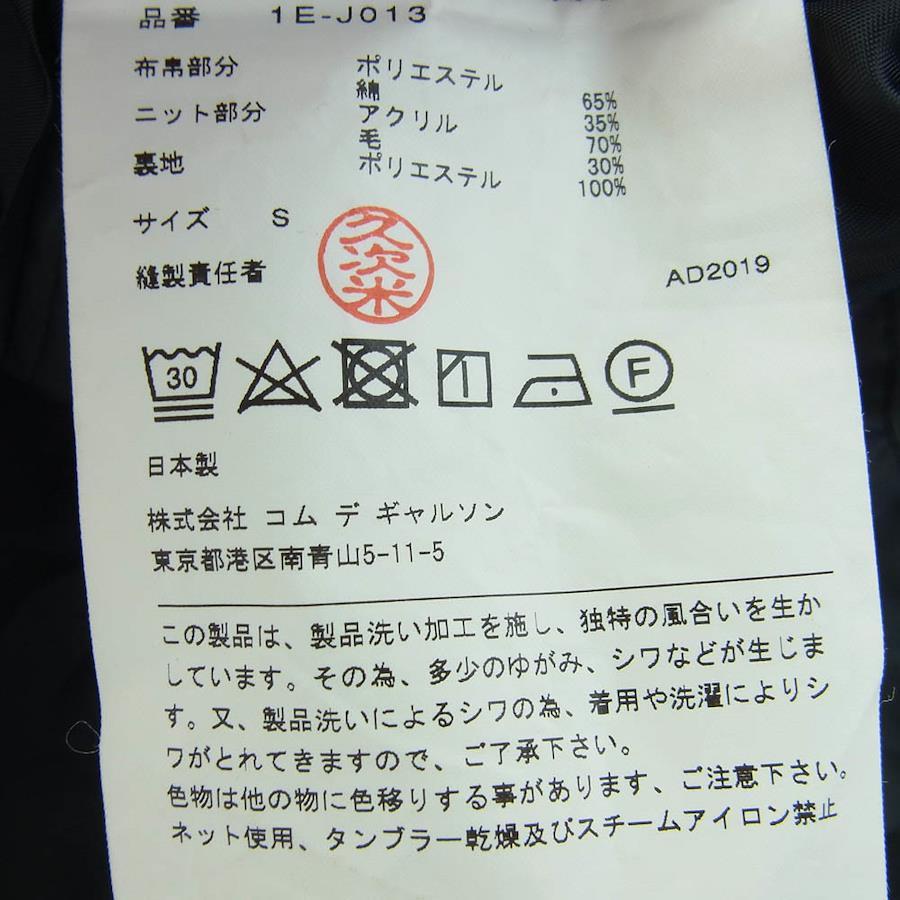 品番 1E-J013
布帛部分 ポリエステル 65%
綿 35%
ニット部分 アクリル 70%
毛 30%
裏地 ポリエステル 100%
サイズ S
縫製責任者 久次米 AD2019
30 F
日本製
株式会社 コム デ ギャルソン
東京都港区南青山5-11-5
この製品は、製品洗い加工を施し、独特の風合いを生か
しています。その為、多少のゆがみ、シワなどが生じま
す。又、製品洗いによるシワの為、着用や洗濯によりシ
ワがとれてきますので、ご了承下さい。
色物は他の物に色移りする事があります、ご注意下さい。
ネット使用、タンブラー乾燥及びスチームアイロン禁止